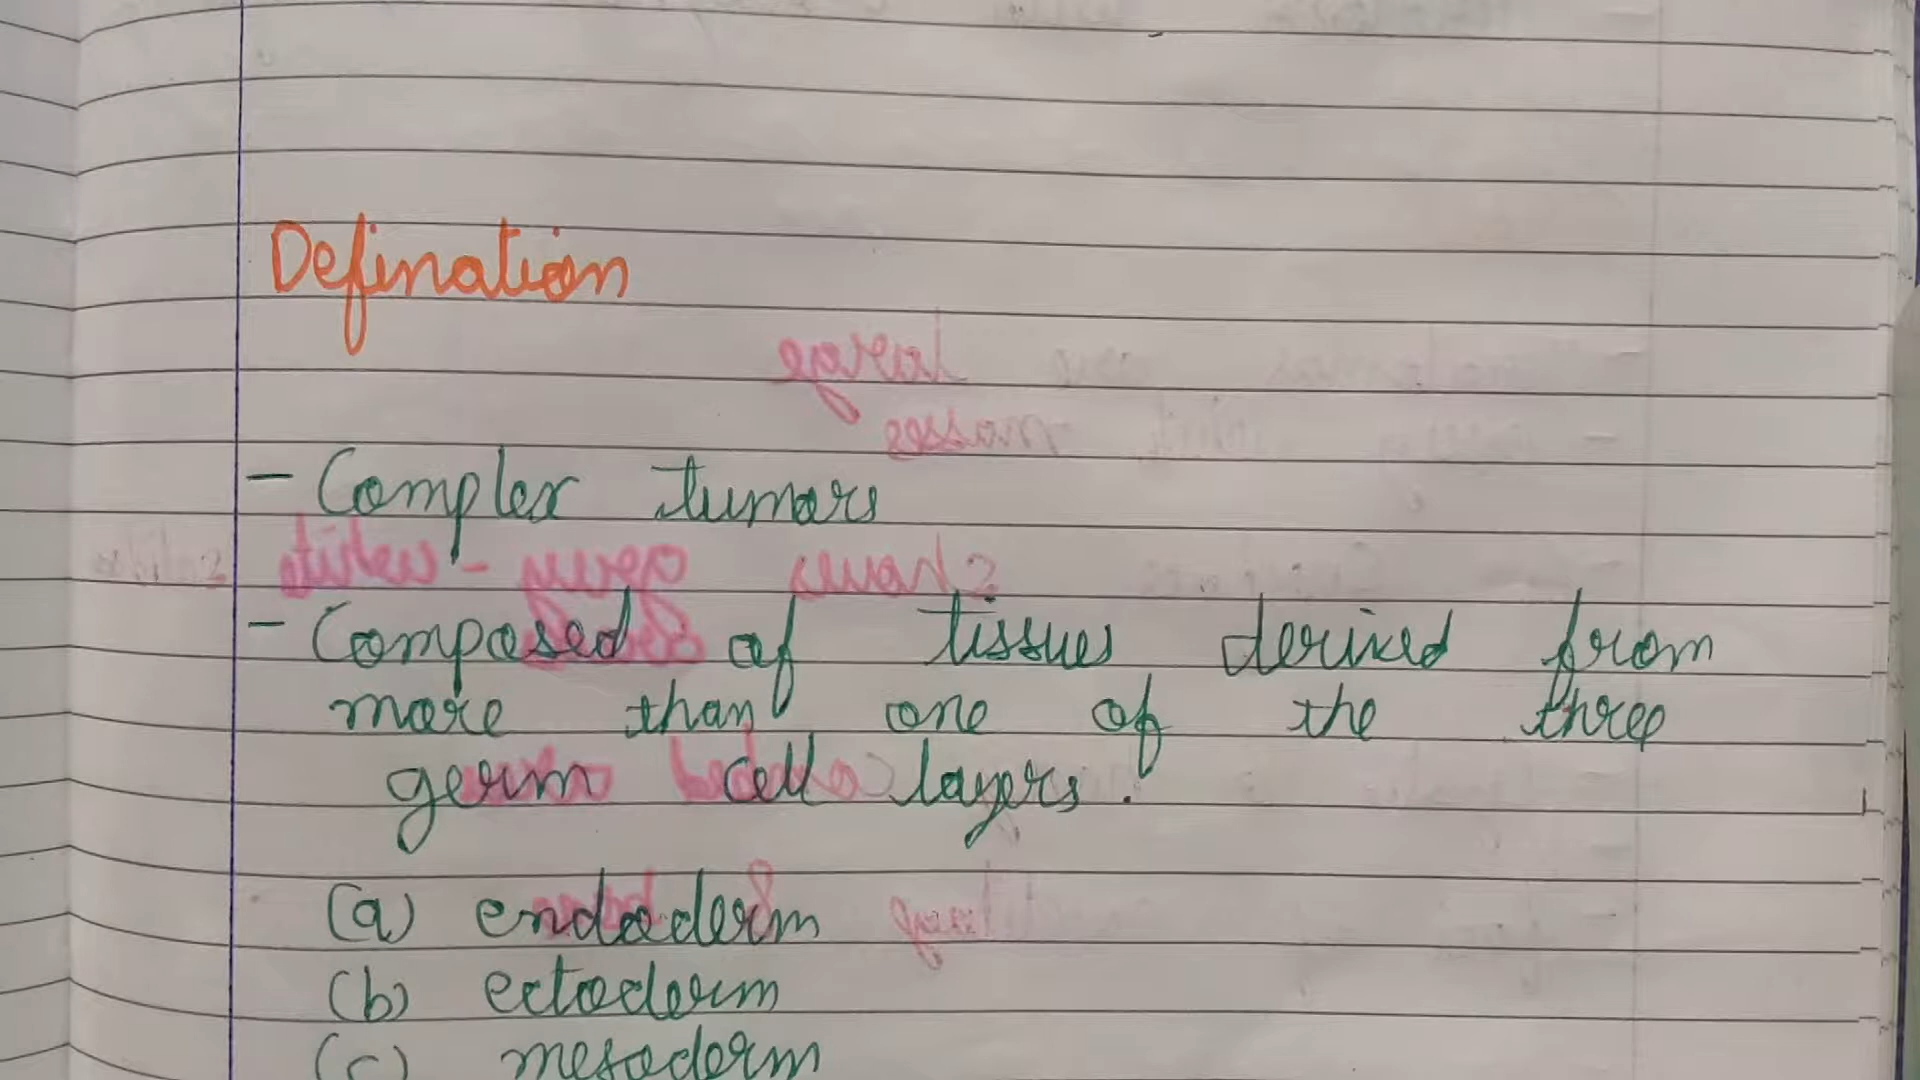 Defination
- Complex tumors
- Composed of tissues derived from
more than one of the three
germ cell layers.
(a) endoderm
(b) ectoderm
(c) mesoderm